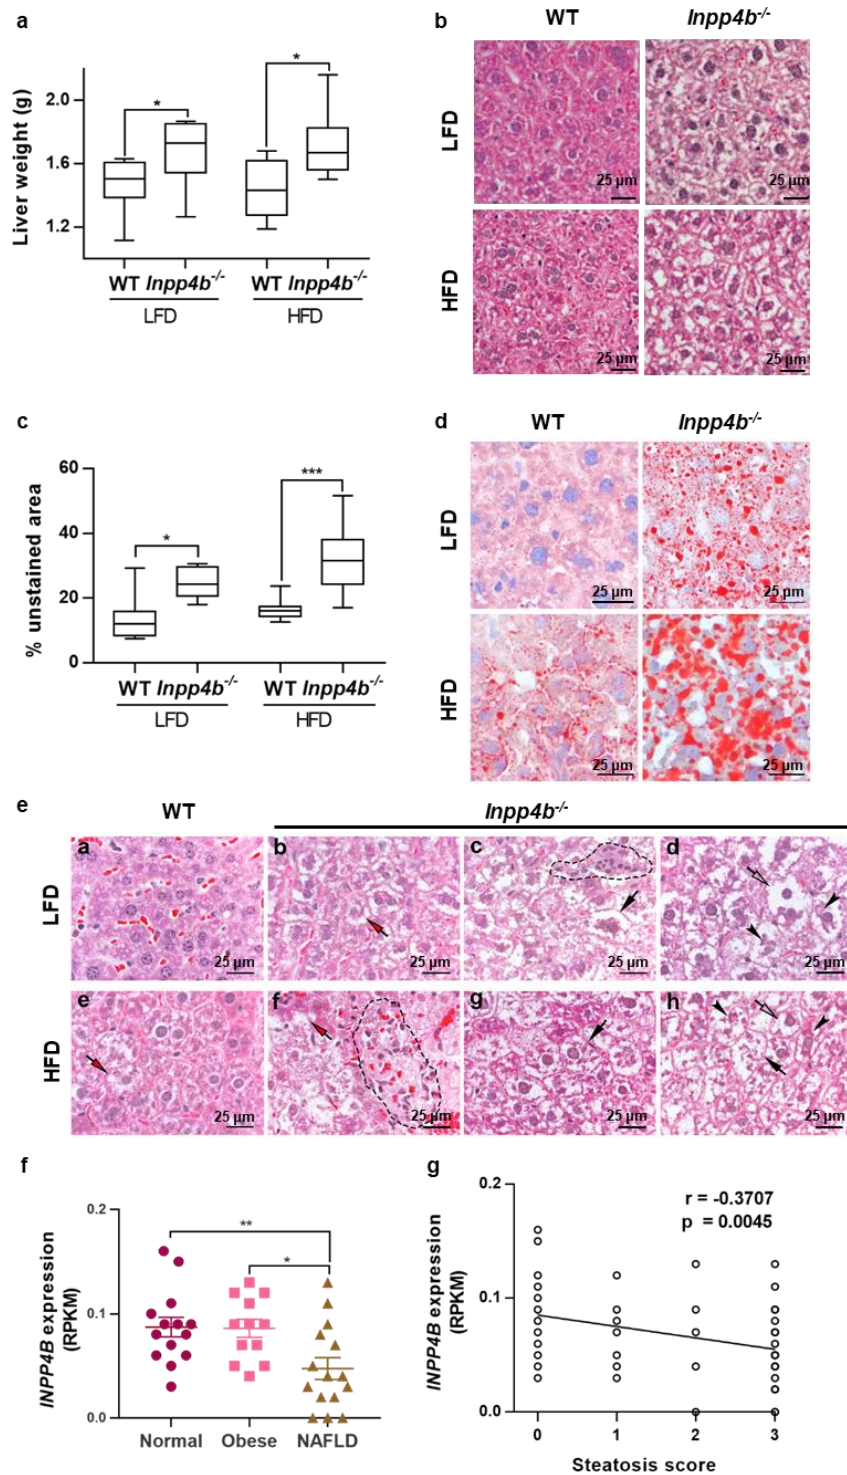 a
Liver weight (g)
2.0
1.6
1.2
*
*
WT Inpp4b-/- WT Inpp4b-/-
LFD HFD
b
WT Inpp4b-/-
LFD
25 µm 25 µm
HFD
25 µm 25 µm
c
% unstained area
60
40
20
0
*
***
WT Inpp4b-/- WT Inpp4b-/-
LFD HFD
d
WT Inpp4b-/-
LFD
25 µm 25 µm
HFD
25 µm 25 µm
e
WT Inpp4b-/-
LFD
a b c d
25 µm 25 µm 25 µm 25 µm
HFD
e f g h
25 µm 25 µm 25 µm 25 µm
f
INPP4B expression
(RPKM)
0.2
0.1
0.0
**
*
Normal Obese NAFLD
g
INPP4B expression
(RPKM)
0.2
0.1
0.0
r = -0.3707
p = 0.0045
0 1 2 3
Steatosis score